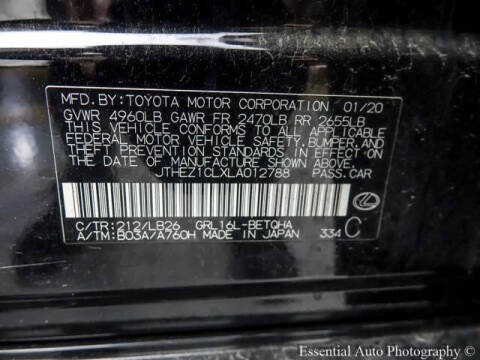 MFD.BY:TOYOTA MOTOR CORPORATION 01/20
GVWR 4960LB GAWR FR 2470LB RR 2655LB
THIS VEHICLE CONFORMS TO ALL APPLICABLE
FEDERAL MOTOR VEHICLE SAFETY, BUMPER, AND
THEFT PREVENTION STANDARDS IN EFFECT ON
THE DATE OF MANUFACTURE SHOWN ABOVE.
JTHEZ1CLXLA012788 PASS.CAR
C/TR:212/LB26 GRL16L-BETQHA
A/TM:B03A/A760H MADE IN JAPAN 334 C
Essential Auto Photography ©